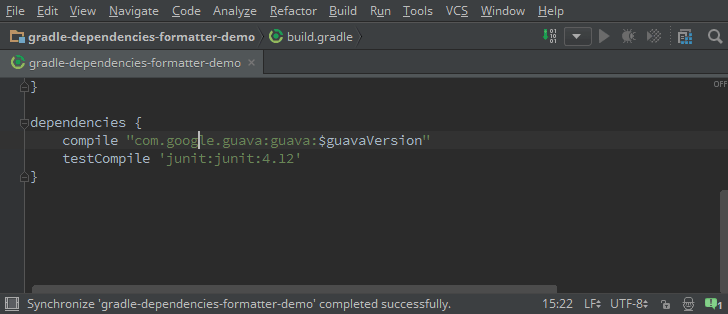 File Edit View Navigate Code Analyze Refactor Build Run Tools VCS Window Help
gradle-dependencies-formatter-demo build.gradle
gradle-dependencies-formatter-demo ×
}
OFF
dependencies {
compile "com.google.guava:guava:$guavaVersion"
testCompile 'junit:junit:4.12'
}
Synchronize 'gradle-dependencies-formatter-demo' completed successfully. 15:22 LF UTF-8 1